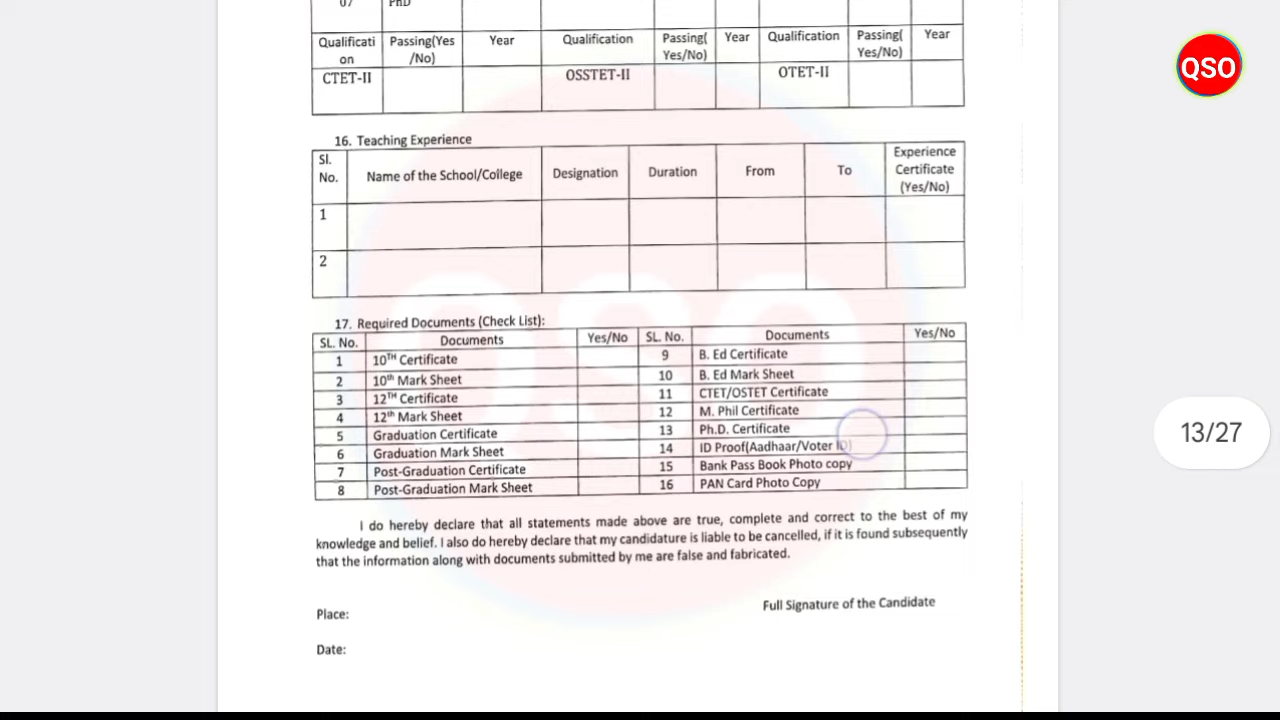 07 PhD
Qualificati on Passing(Yes /No) Year Qualification Passing( Yes/No) Year Qualification Passing( Yes/No) Year
CTET-II OSSTET-II OTET-II
QSO
16. Teaching Experience
Sl. No. Name of the School/College Designation Duration From To Experience Certificate (Yes/No)
1
2
17. Required Documents (Check List):
SL. No. Documents Yes/No SL. No. Documents Yes/No
1 10TH Certificate 9 B. Ed Certificate
2 10th Mark Sheet 10 B. Ed Mark Sheet
3 12TH Certificate 11 CTET/OSTET Certificate
4 12th Mark Sheet 12 M. Phil Certificate
5 Graduation Certificate 13 Ph.D. Certificate
6 Graduation Mark Sheet 14 ID Proof(Aadhaar/Voter ID)
7 Post-Graduation Certificate 15 Bank Pass Book Photo copy
8 Post-Graduation Mark Sheet 16 PAN Card Photo Copy
13/27
I do hereby declare that all statements made above are true, complete and correct to the best of my
knowledge and belief. I also do hereby declare that my candidature is liable to be cancelled, if it is found subsequently
that the information along with documents submitted by me are false and fabricated.
Full Signature of the Candidate
Place:
Date: